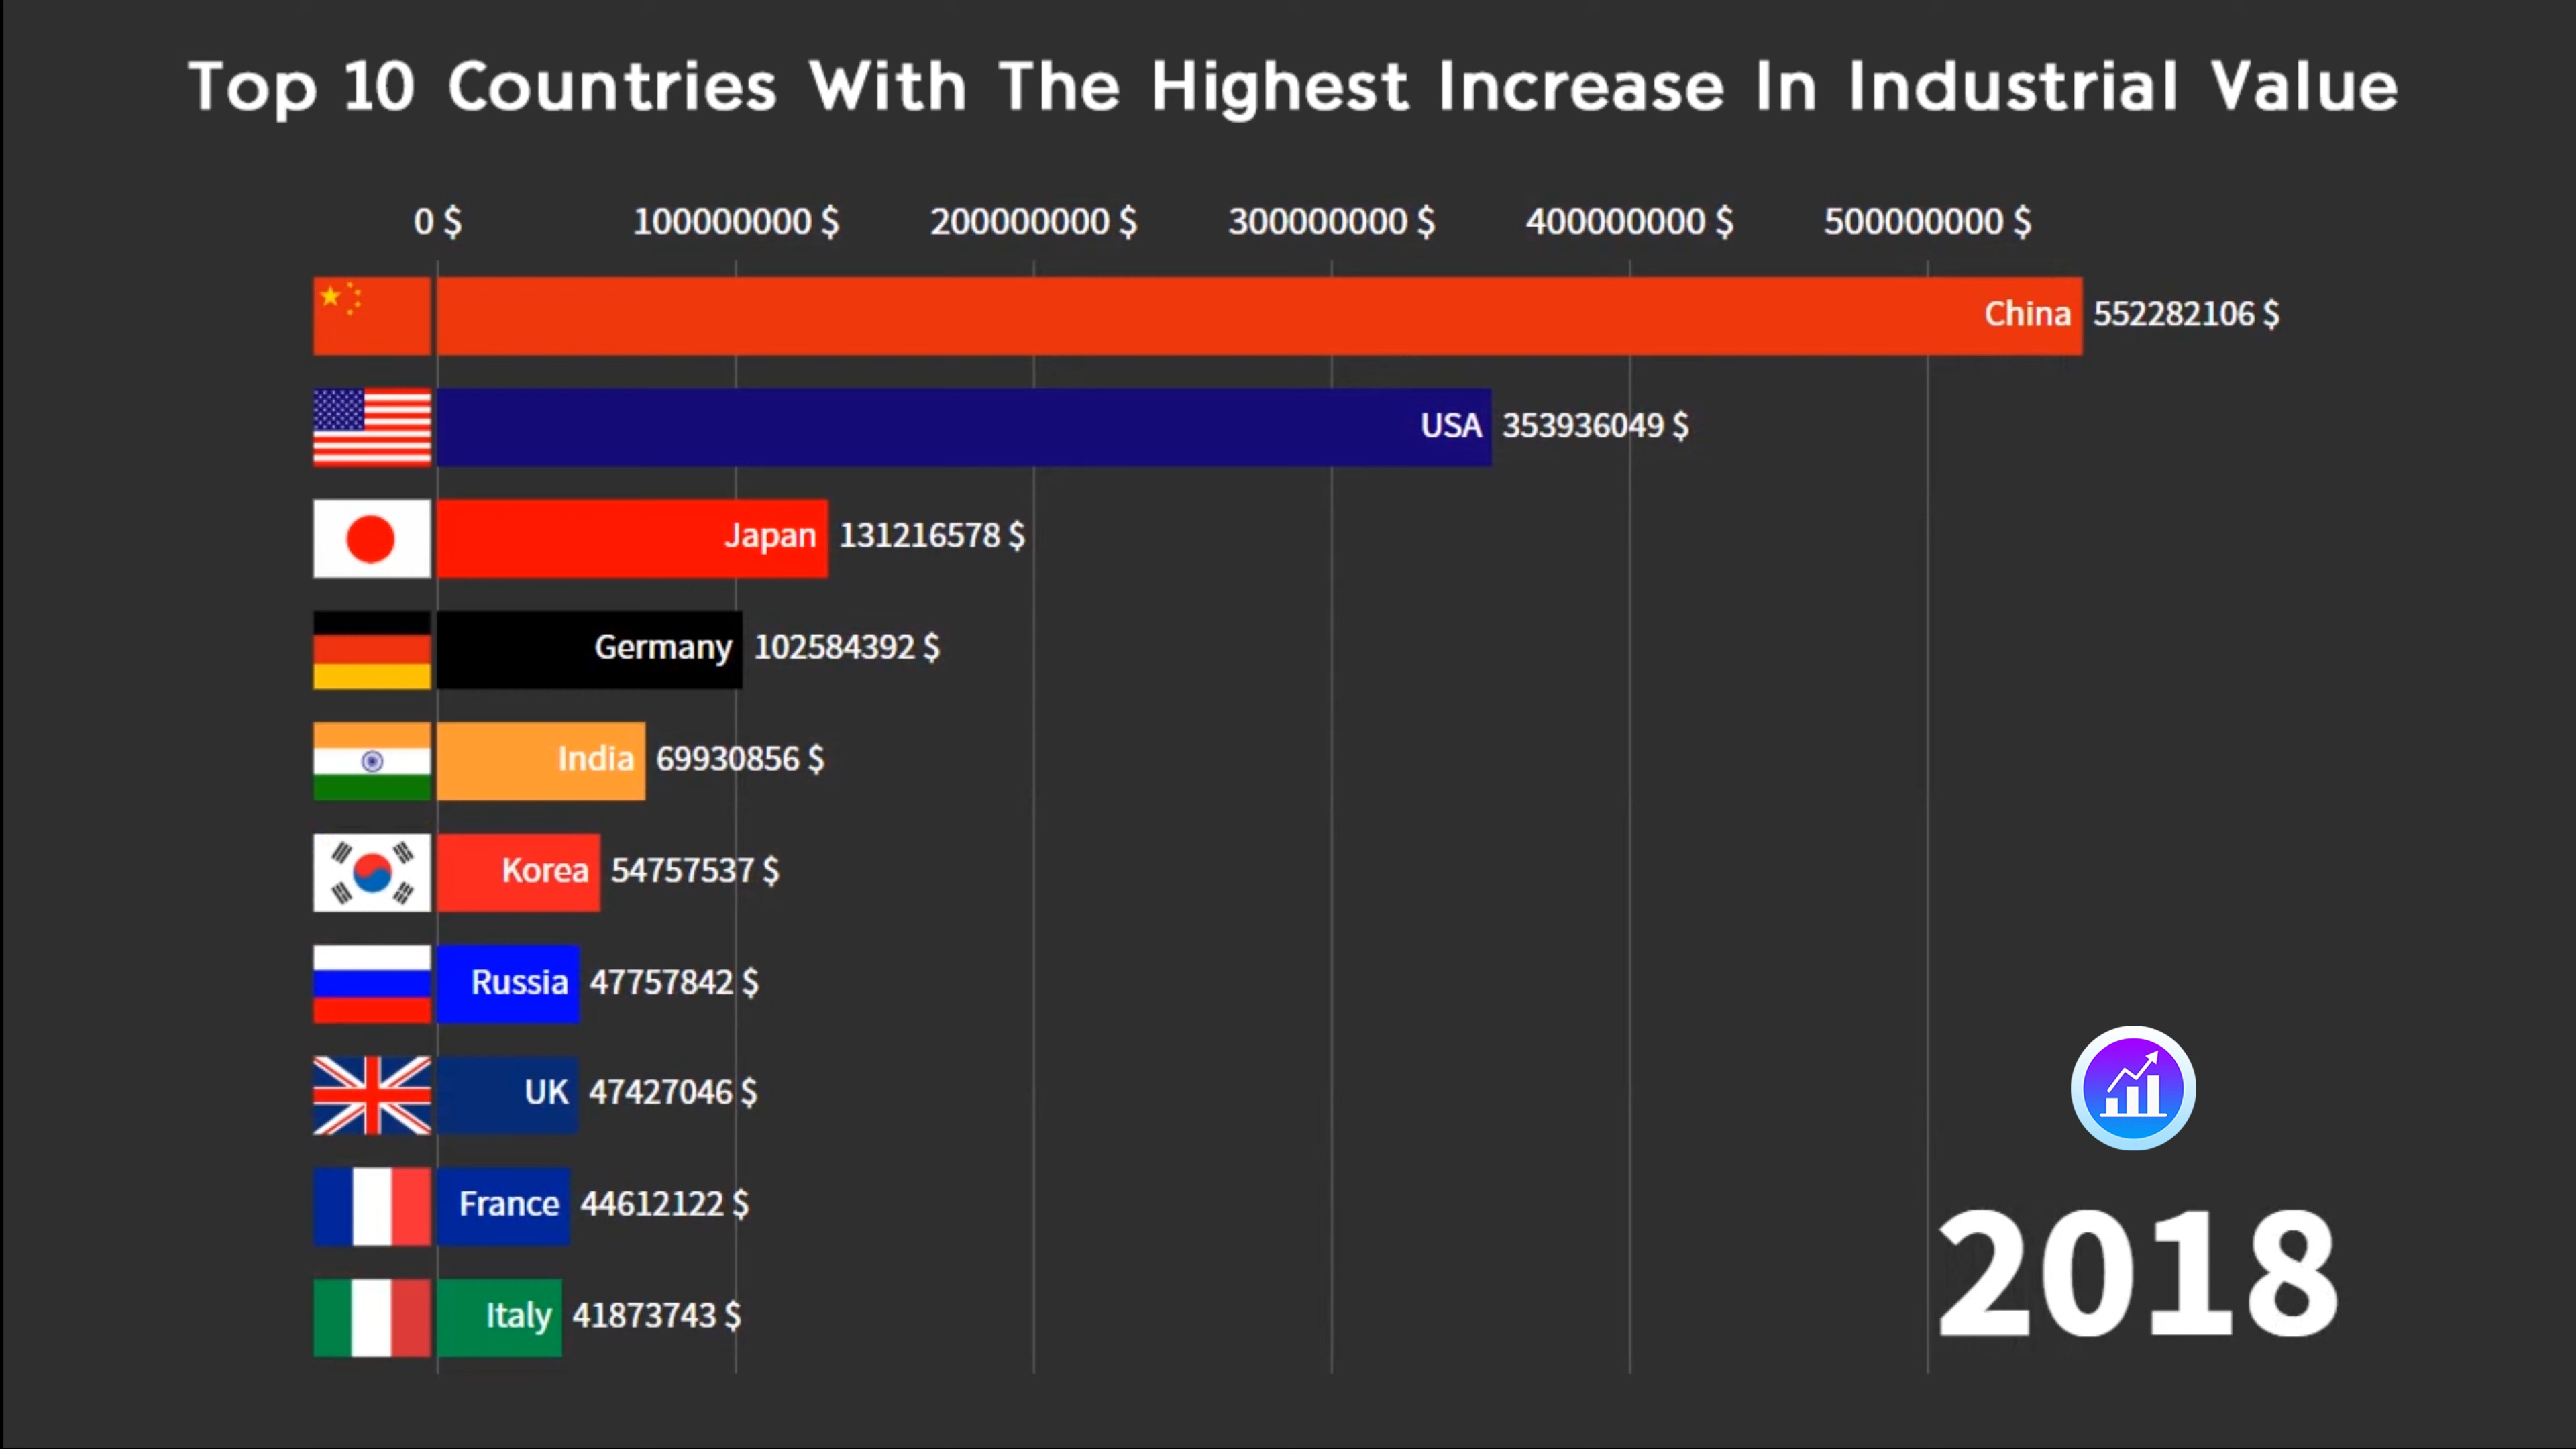 Top 10 Countries With The Highest Increase In Industrial Value
0 $ 100000000 $ 200000000 $ 300000000 $ 400000000 $ 500000000 $
China 552282106 $
USA 353936049 $
Japan 131216578 $
Germany 102584392 $
India 69930856 $
Korea 54757537 $
Russia 47757842 $
UK 47427046 $
France 44612122 $
Italy 41873743 $
2018